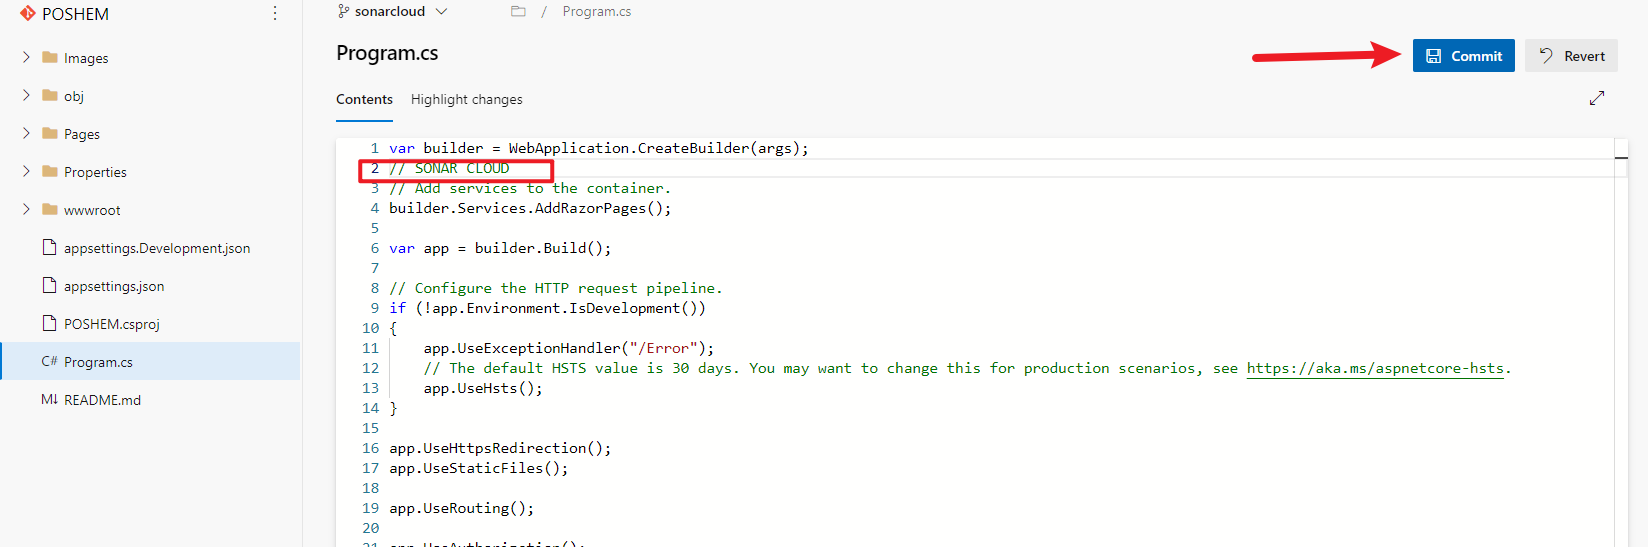 POSHEM
Images
obj
Pages
Properties
wwwroot
appsettings.Development.json
appsettings.json
POSHEM.csproj
C# Program.cs
M↓ README.md
sonarcloud
/ Program.cs
Program.cs
Commit
Revert
Contents
Highlight changes
1 var builder = WebApplication.CreateBuilder(args);
2 // SONAR CLOUD
3 // Add services to the container.
4 builder.Services.AddRazorPages();
5
6 var app = builder.Build();
7
8 // Configure the HTTP request pipeline.
9 if (!app.Environment.IsDevelopment())
10 {
11 app.UseExceptionHandler("/Error");
12 // The default HSTS value is 30 days. You may want to change this for production scenarios, see https://aka.ms/aspnetcore-hsts.
13 app.UseHsts();
14 }
15
16 app.UseHttpsRedirection();
17 app.UseStaticFiles();
18
19 app.UseRouting();
20
21 app.UseAuthorization();